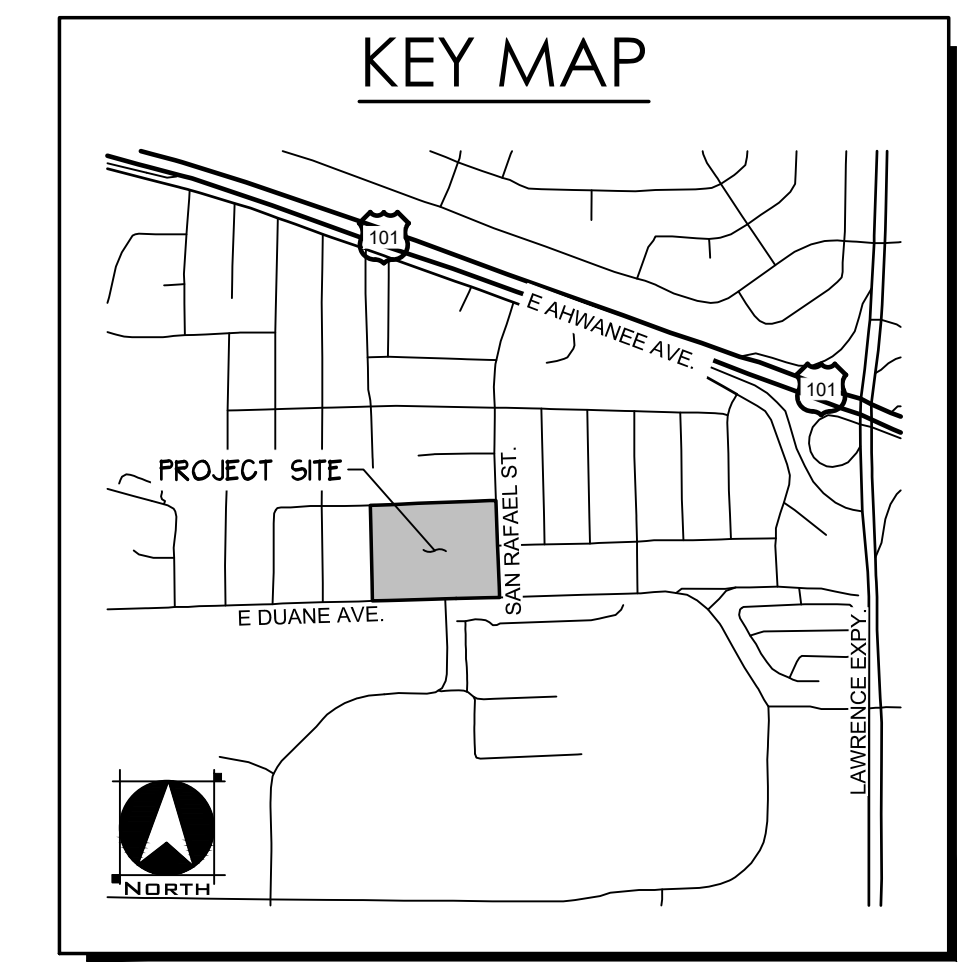 KEY MAP
101
E AHWANEE AVE.
101
PROJECT SITE
SAN RAFAEL ST.
E DUANE AVE.
LAWRENCE EXPY.
NORTH